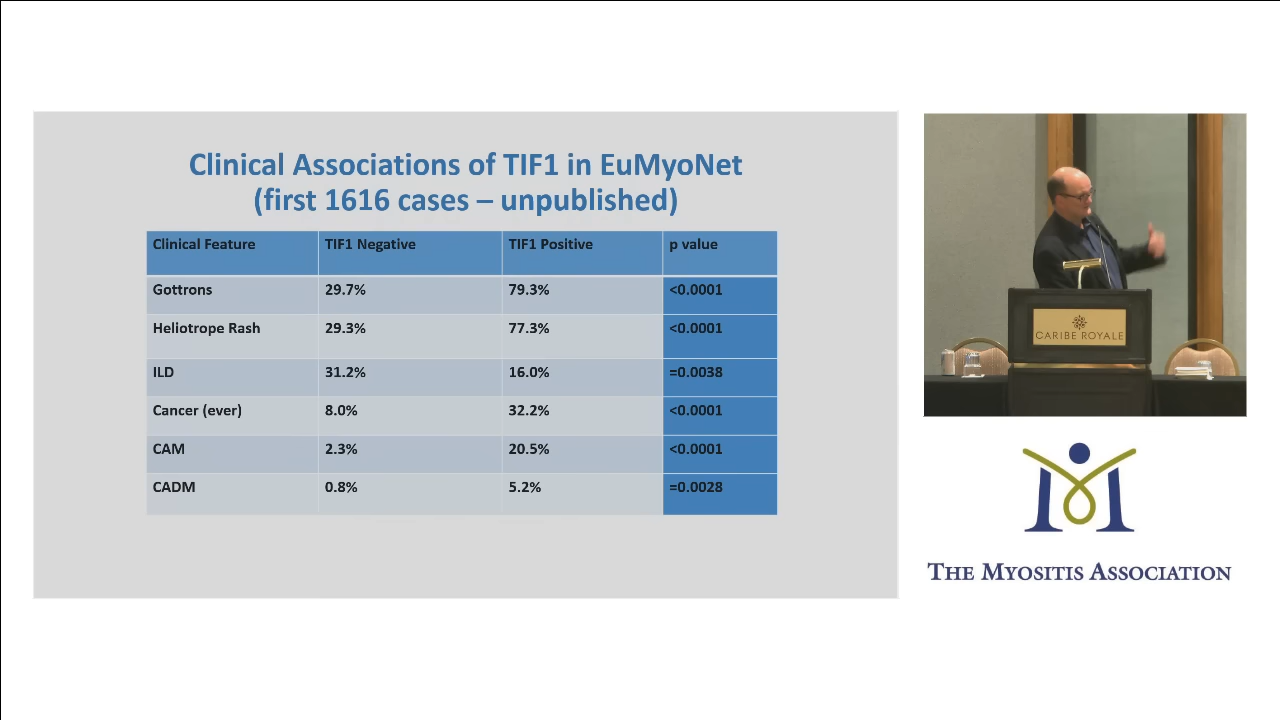 Clinical Associations of TIF1 in EuMyoNet
(first 1616 cases – unpublished)
Clinical Feature TIF1 Negative TIF1 Positive p value
Gottrons 29.7% 79.3% <0.0001
Heliotrope Rash 29.3% 77.3% <0.0001
ILD 31.2% 16.0% =0.0038
Cancer (ever) 8.0% 32.2% <0.0001
CAM 2.3% 20.5% <0.0001
CADM 0.8% 5.2% =0.0028
CARIBE ROYALE
THE MYOSITIS ASSOCIATION